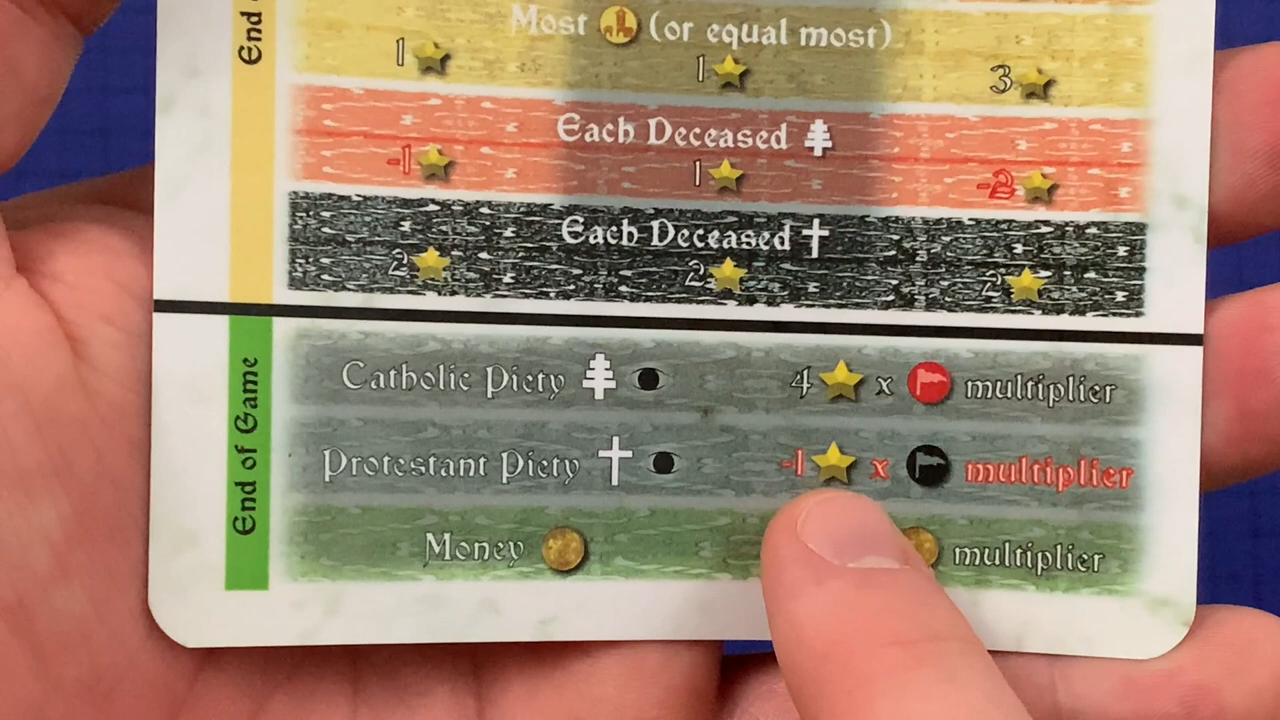 End
Most (or equal most)
1 1 3
Each Deceased
-1 1 -2
Each Deceased
2 2 2
End of Game
Catholic Piety 4 x multiplier
Protestant Piety -1 x multiplier
Money multiplier